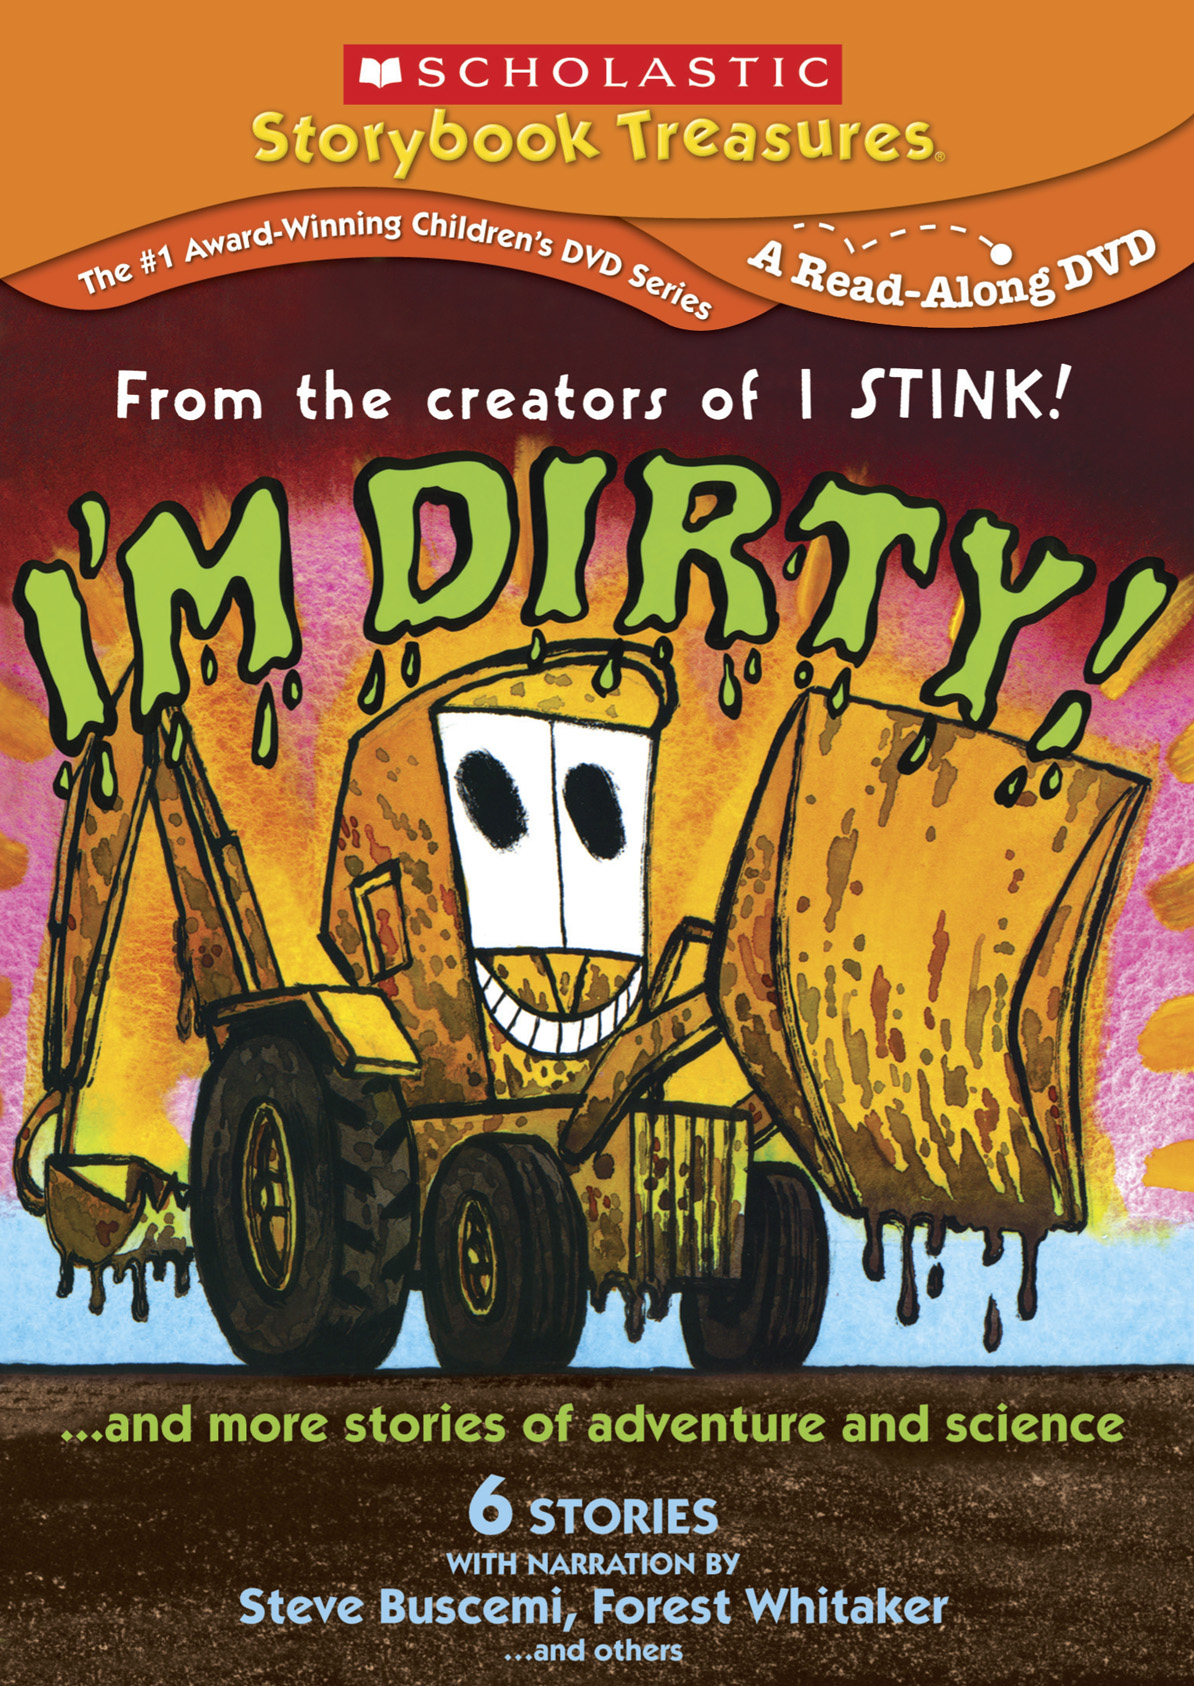 SCHOLASTIC
Storybook Treasures®
The #1 Award-Winning Children's DVD Series
A Read-Along DVD
From the creators of I STINK!
I'M DIRTY!
...and more stories of adventure and science
6 STORIES
WITH NARRATION BY
Steve Buscemi, Forest Whitaker
...and others